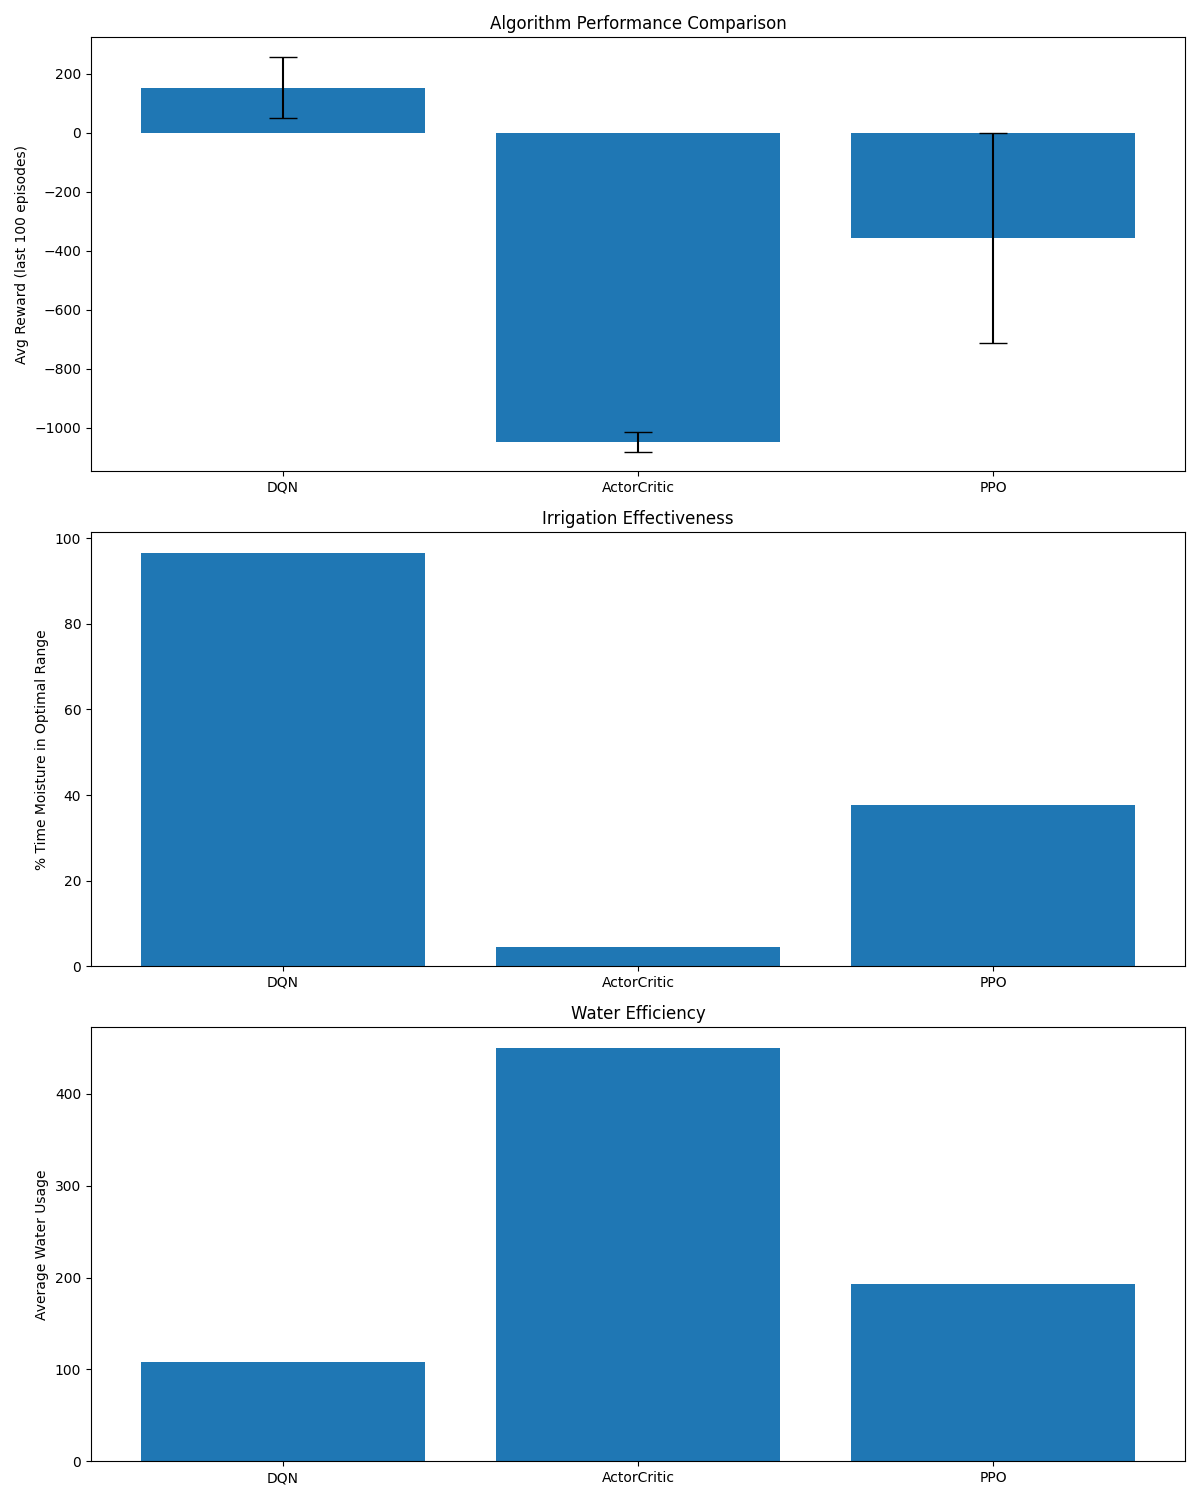 Algorithm Performance Comparison
Avg Reward (last 100 episodes)
200
0
−200
−400
−600
−800
−1000
DQN
ActorCritic
PPO
Irrigation Effectiveness
% Time Moisture in Optimal Range
100
80
60
40
20
0
DQN
ActorCritic
PPO
Water Efficiency
Average Water Usage
400
300
200
100
0
DQN
ActorCritic
PPO